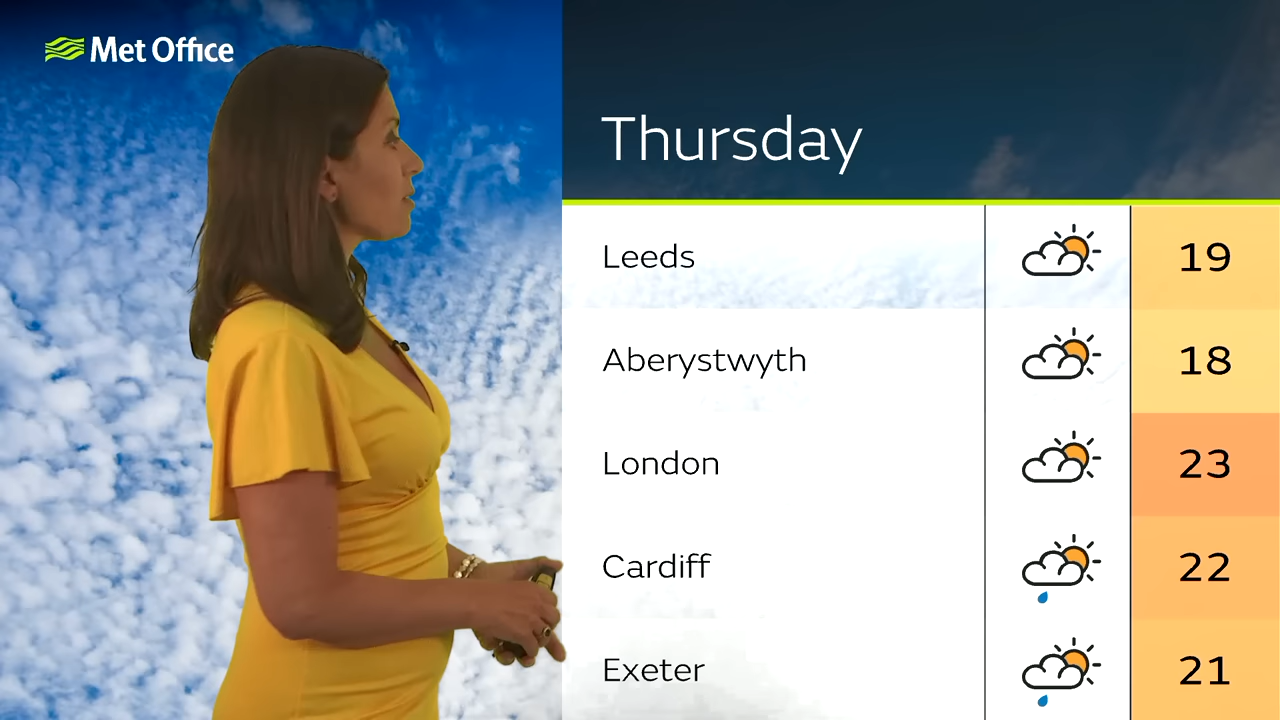 Met Office
Thursday
Leeds 19
Aberystwyth 18
London 23
Cardiff 22
Exeter 21